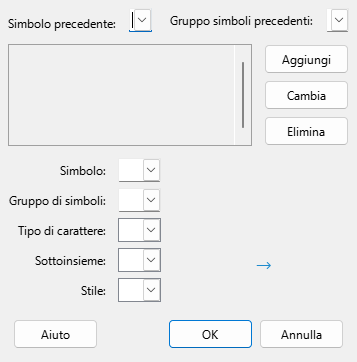 Simbolo precedente: Gruppo simboli precedenti:
Aggiungi
Cambia
Elimina
Simbolo:
Gruppo di simboli:
Tipo di carattere:
Sottoinsieme:
→
Stile:
Aiuto OK Annulla